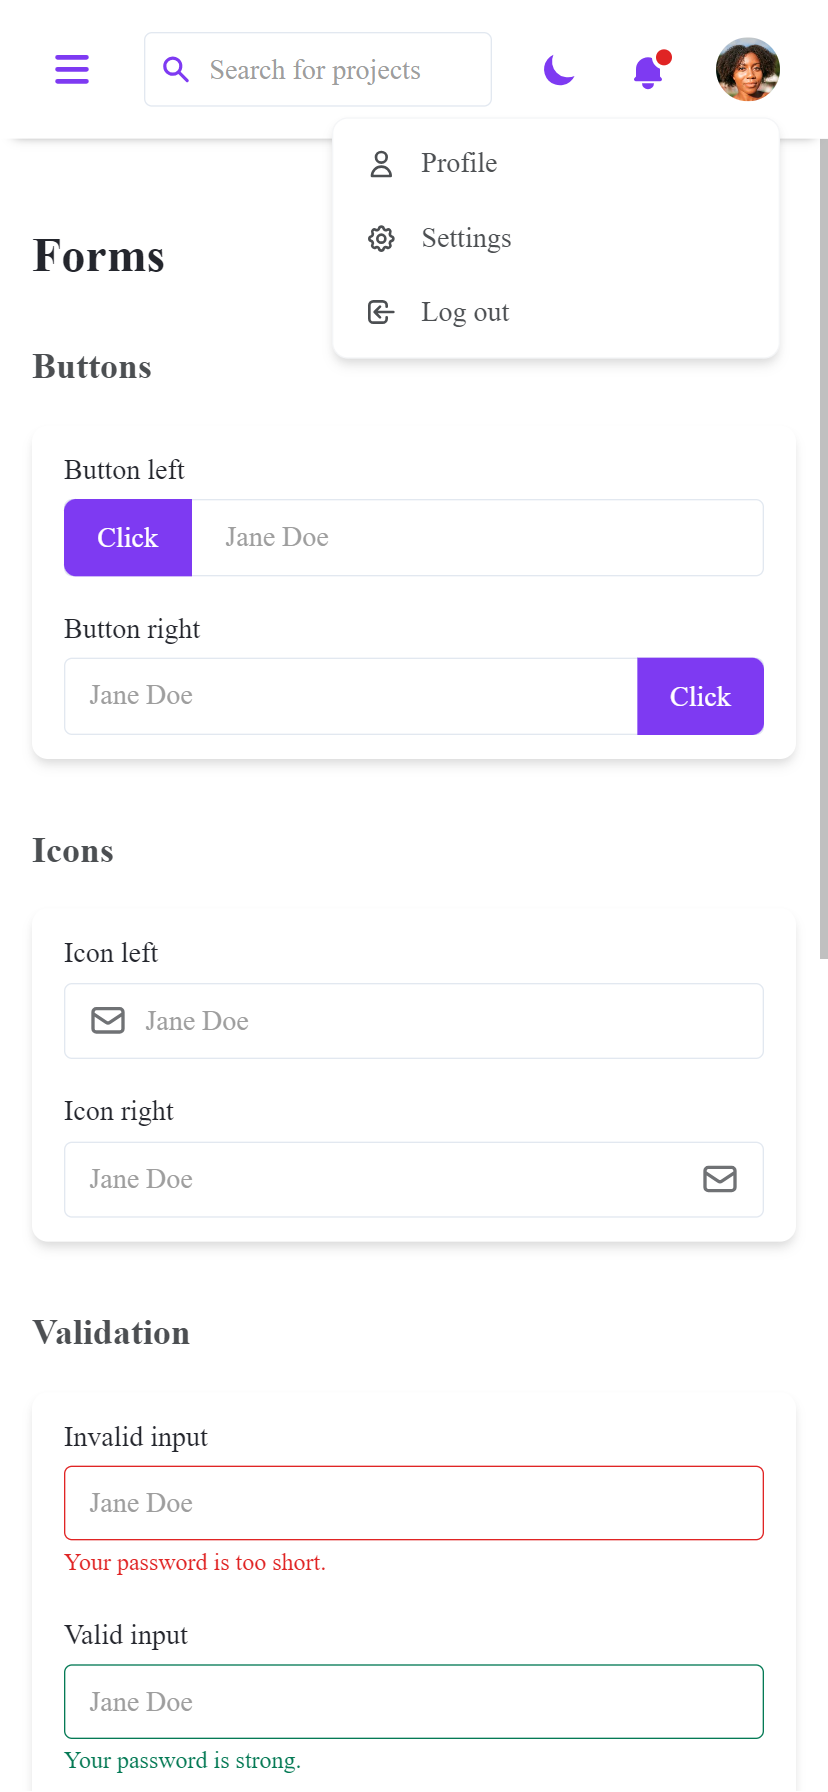 Search for projects
Profile
Settings
Log out
Forms
Buttons
Button left
Click
Jane Doe
Button right
Jane Doe
Click
Icons
Icon left
Jane Doe
Icon right
Jane Doe
Validation
Invalid input
Jane Doe
Your password is too short.
Valid input
Jane Doe
Your password is strong.